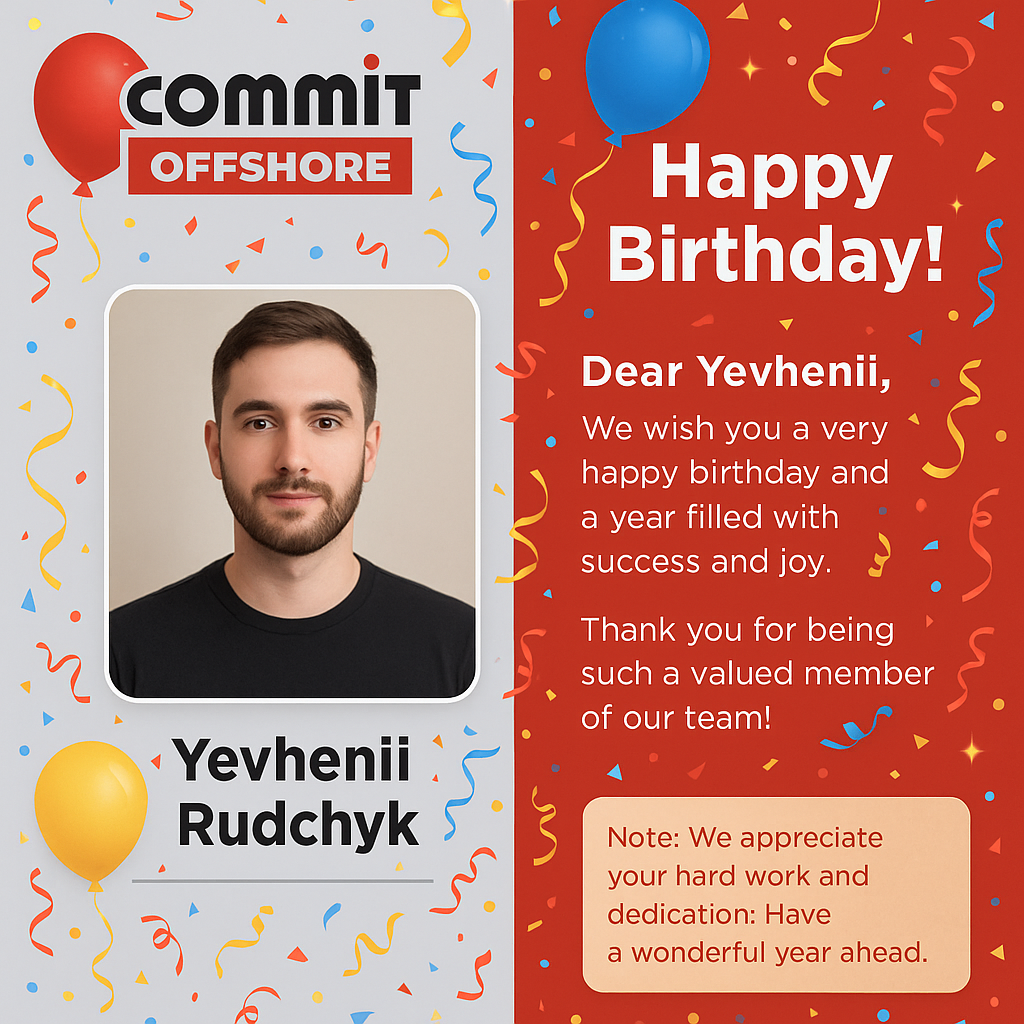 commit
OFFSHORE
Yevhenii
Rudchyk
Happy
Birthday!
Dear Yevhenii,
We wish you a very
happy birthday and
a year filled with
success and joy.
Thank you for being
such a valued member
of our team!
Note: We appreciate
your hard work and
dedication: Have
a wonderful year ahead.